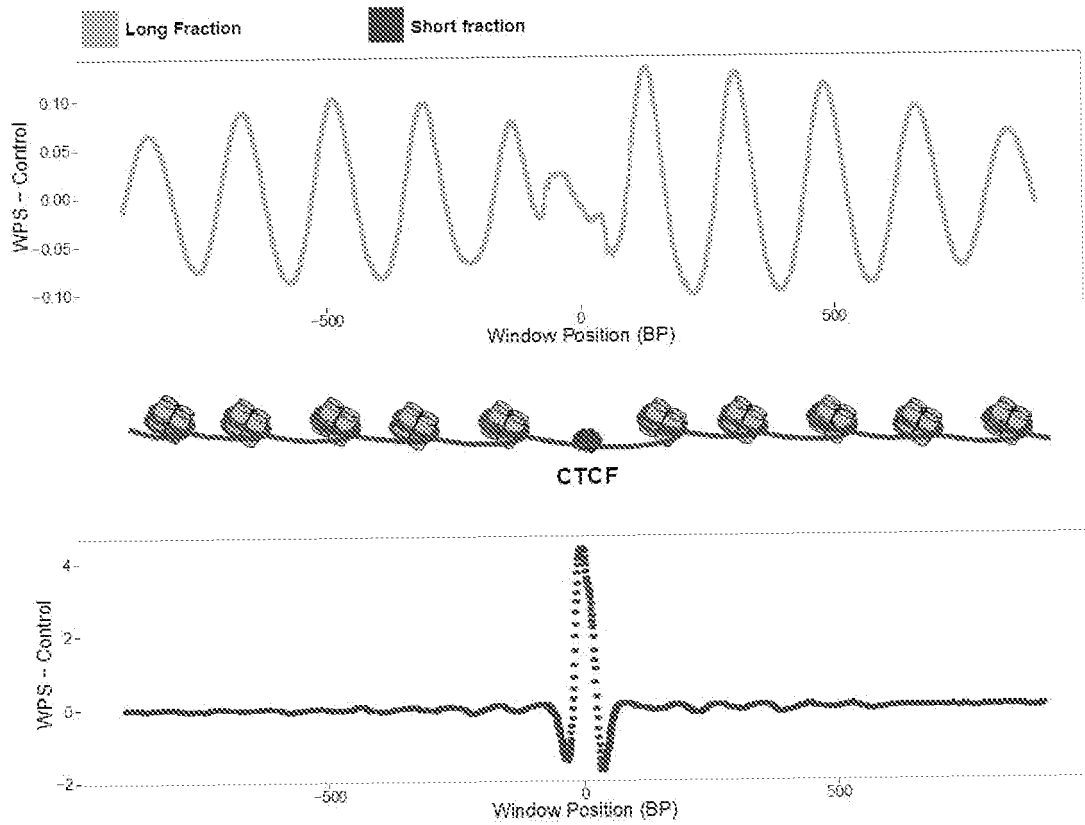 Long Fraction Short fraction
WPS - Control
0.10-
0.05-
0.00-
-0.05-
-0.10-
-500 0 500
Window Position (BP)
CTCF
WPS - Control
4-
2-
0-
-2-
-500 0 500
Window Position (BP)